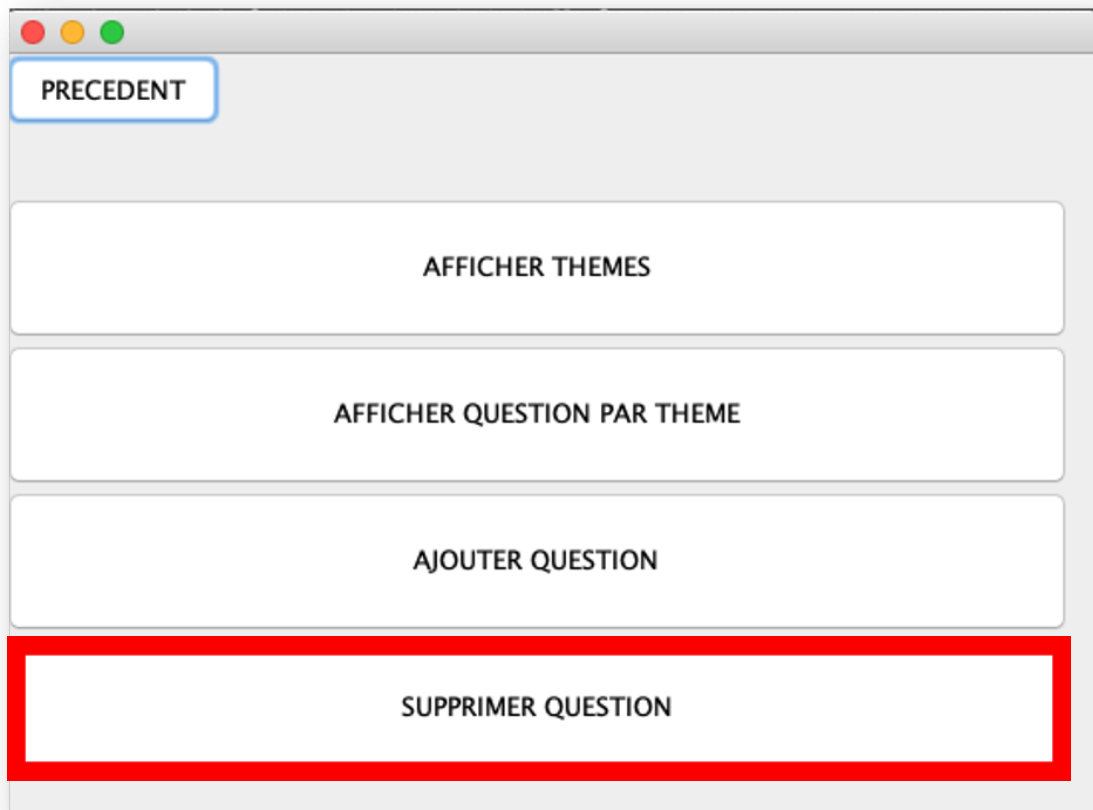 PRECEDENT
AFFICHER THEMES
AFFICHER QUESTION PAR THEME
AJOUTER QUESTION
SUPPRIMER QUESTION